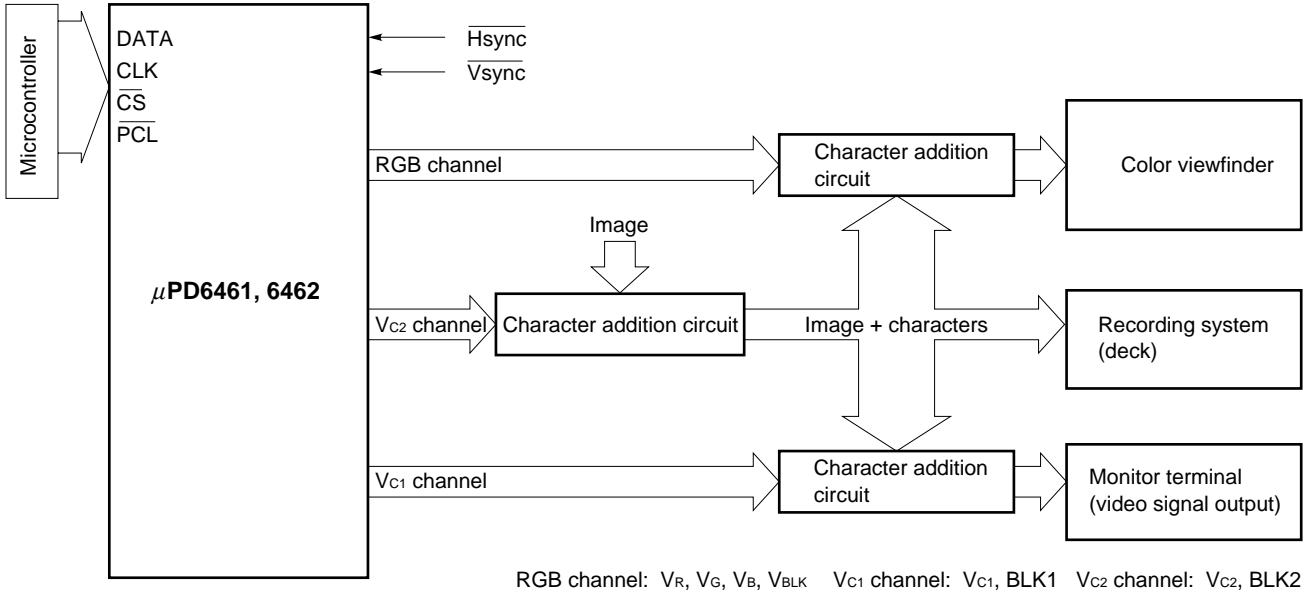 Microcontroller
DATA
CLK
CS
PCL
Hsync
Vsync
RGB channel
Character addition
circuit
Color viewfinder
Image
μPD6461, 6462
VC2 channel
Character addition circuit
Image + characters
Recording system
(deck)
VC1 channel
Character addition
circuit
Monitor terminal
(video signal output)
RGB channel: VR, VG, VB, VBLK VC1 channel: VC1, BLK1 VC2 channel: VC2, BLK2